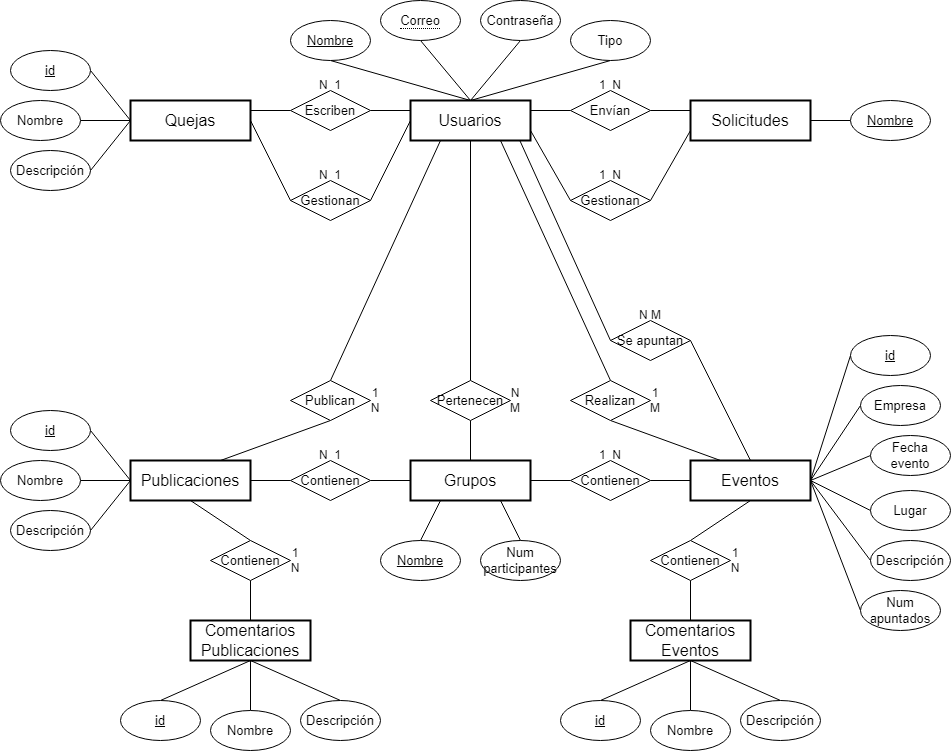 Correo
Contraseña
Nombre
Tipo
id
N 1
1 N
Quejas
Escriben
Usuarios
Envían
Solicitudes
Nombre
Nombre
Descripción
N 1
1 N
Gestionan
Gestionan
N M
Se apuntan
id
Publican
1
N
Pertenecen
N
M
Realizan
1
M
Empresa
id
Fecha
evento
N 1
1 N
Nombre
Publicaciones
Contienen
Grupos
Contienen
Eventos
Lugar
Descripción
Contienen
1
N
Nombre
Num
participantes
Contienen
1
N
Descripción
Num
apuntados
Comentarios
Publicaciones
Comentarios
Eventos
id
Nombre
Descripción
id
Nombre
Descripción